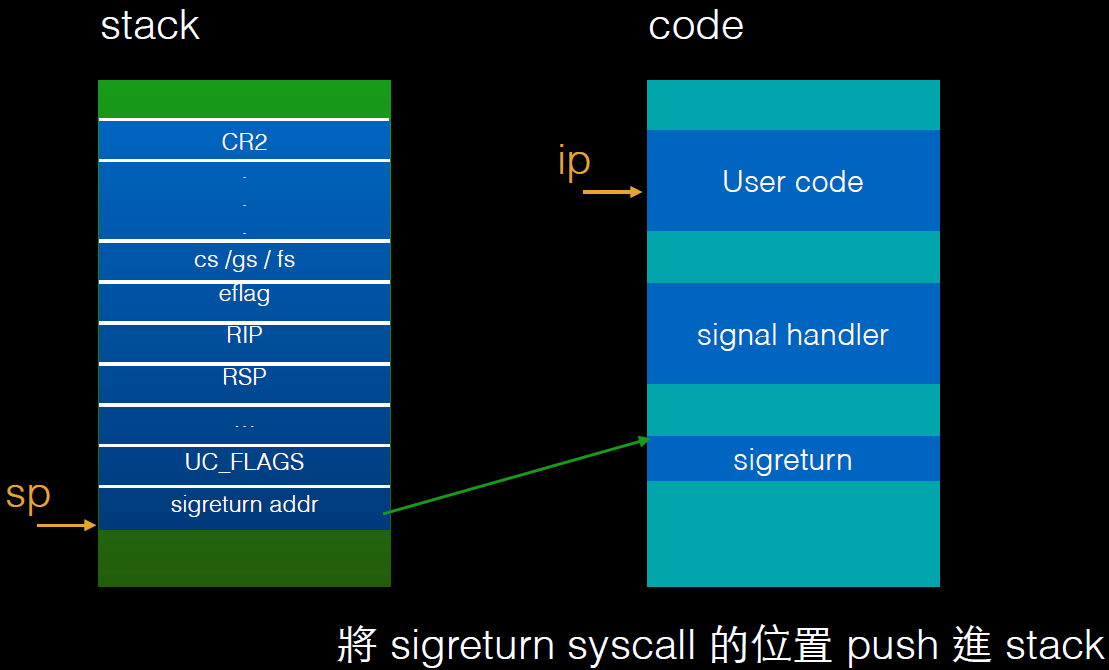 stack
CR2
.
.
.
cs /gs / fs
eflag
RIP
RSP
...
UC_FLAGS
sigreturn addr
sp
code
ip
User code
signal handler
sigreturn
將 sigreturn syscall 的位置 push 進 stack